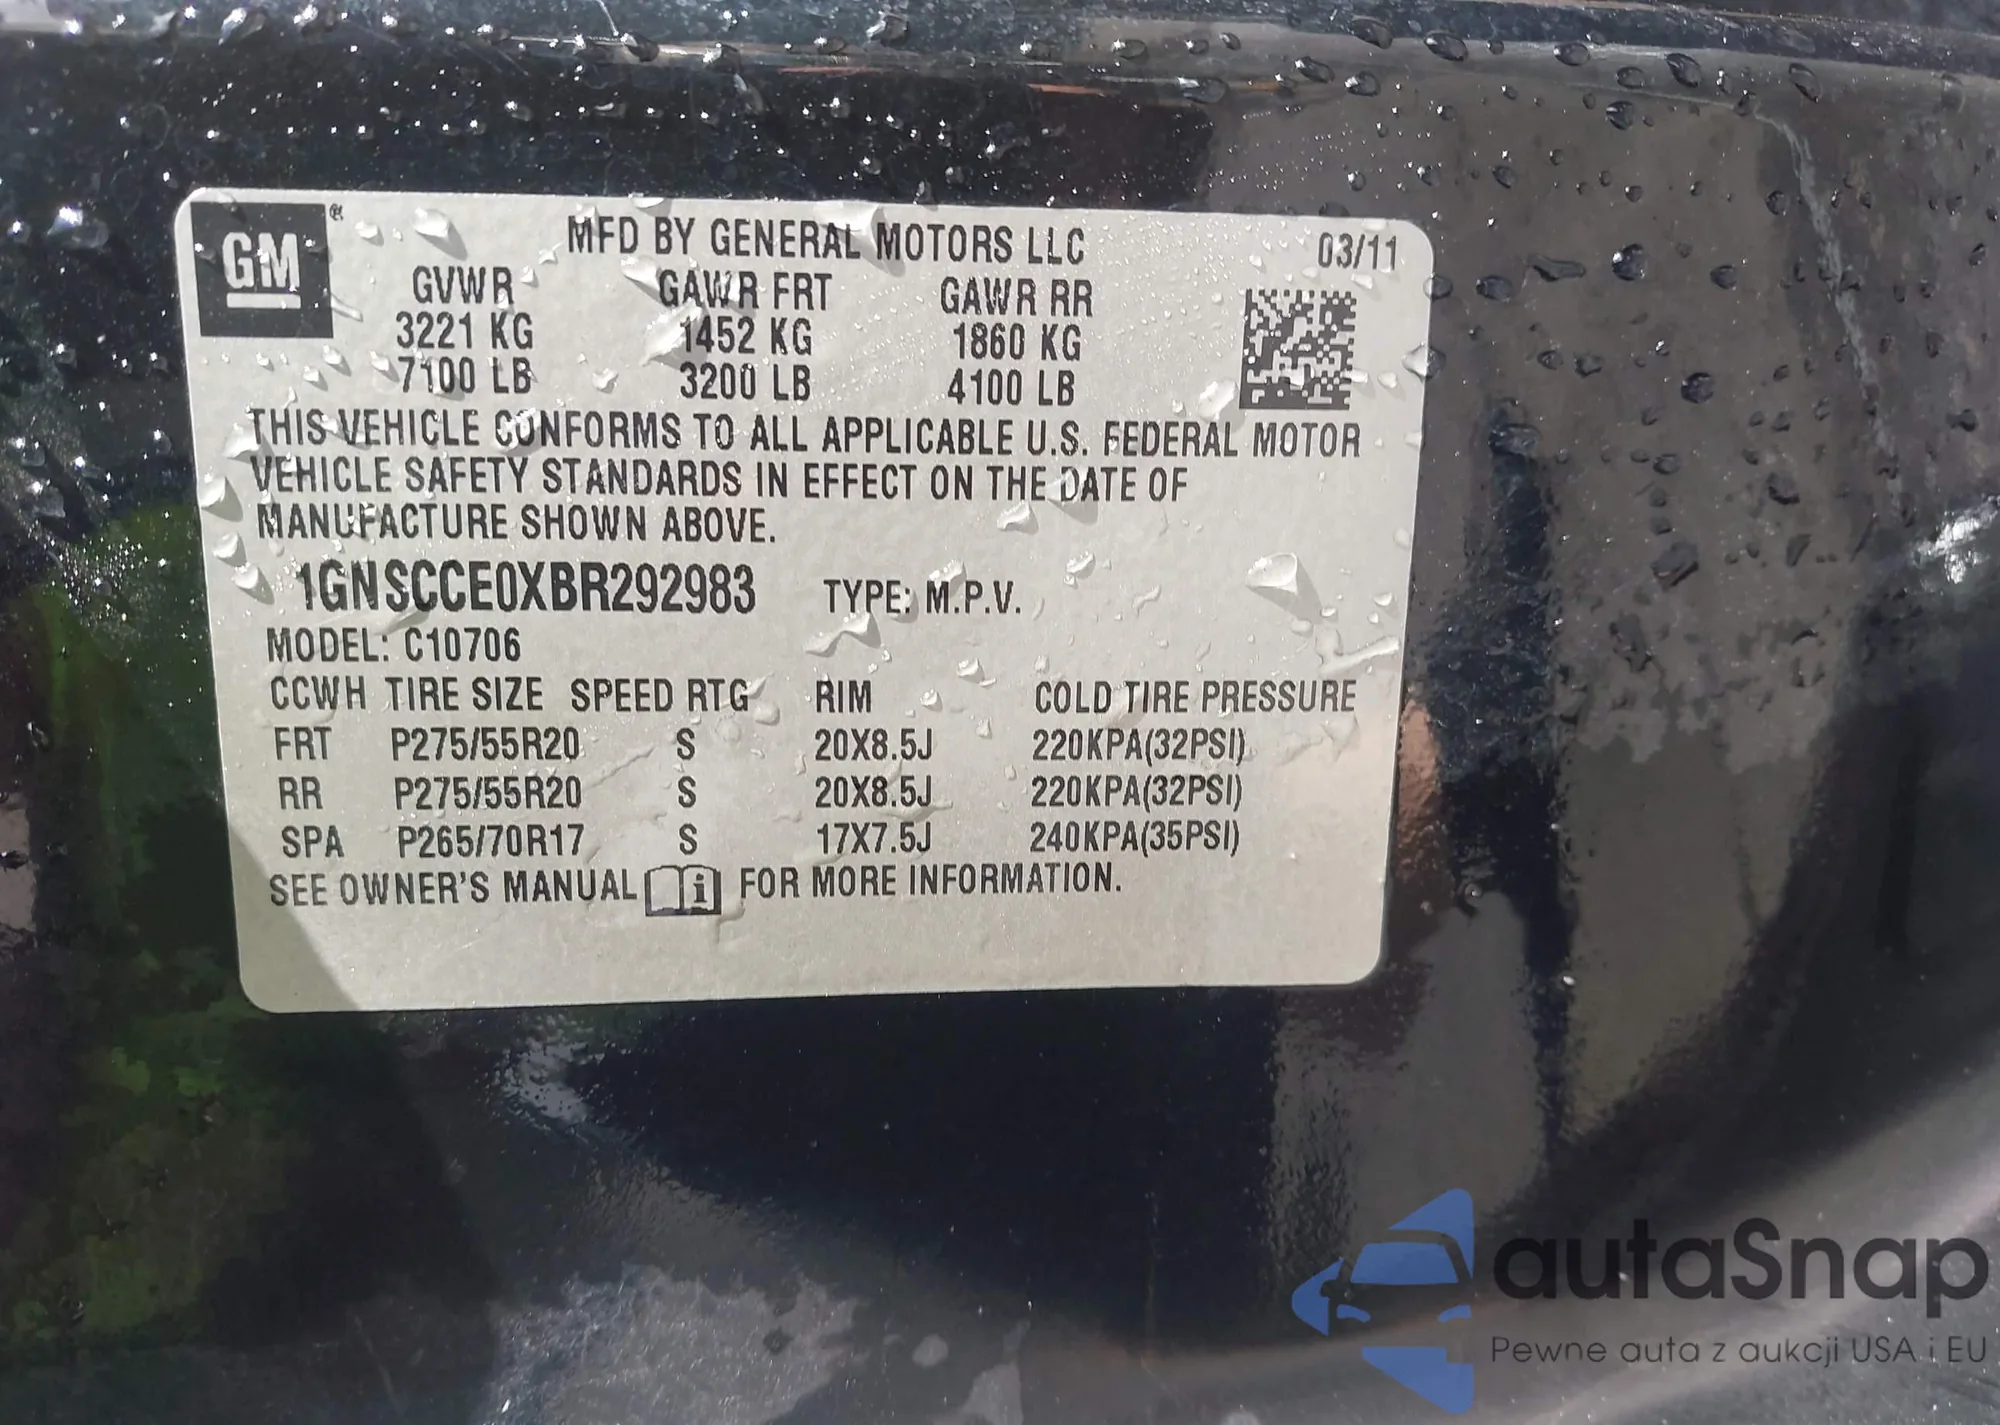 GM®
MFD BY GENERAL MOTORS LLC 03/11
GVWR GAWR FRT GAWR RR
3221 KG 1452 KG 1860 KG
7100 LB 3200 LB 4100 LB
THIS VEHICLE CONFORMS TO ALL APPLICABLE U.S. FEDERAL MOTOR
VEHICLE SAFETY STANDARDS IN EFFECT ON THE DATE OF
MANUFACTURE SHOWN ABOVE.
1GNSCCE0XBR292983 TYPE: M.P.V.
MODEL: C10706
CCWH TIRE SIZE SPEED RTG RIM COLD TIRE PRESSURE
FRT P275/55R20 S 20X8.5J 220KPA(32PSI)
RR P275/55R20 S 20X8.5J 220KPA(32PSI)
SPA P265/70R17 S 17X7.5J 240KPA(35PSI)
SEE OWNER'S MANUAL i FOR MORE INFORMATION.
autaSnap
Pewne auta z aukcji USA i EU